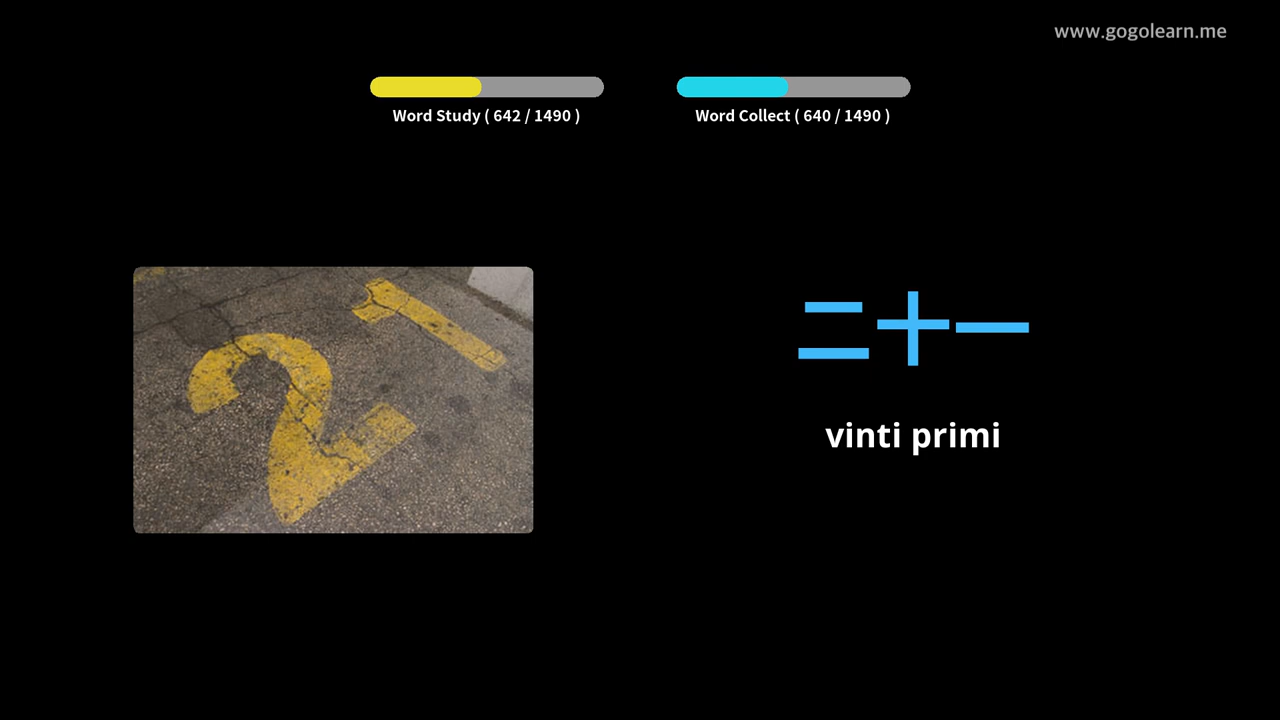 www.gogolearn.me
Word Study ( 642 / 1490 )
Word Collect ( 640 / 1490 )
21
二十一
vinti primi